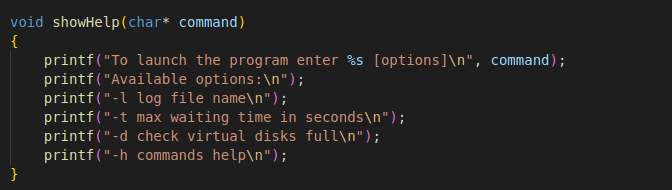 void showHelp(char* command)
{
    printf("To launch the program enter %s [options]\n", command);
    printf("Available options:\n");
    printf("-l log file name\n");
    printf("-t max waiting time in seconds\n");
    printf("-d check virtual disks full\n");
    printf("-h commands help\n");
}